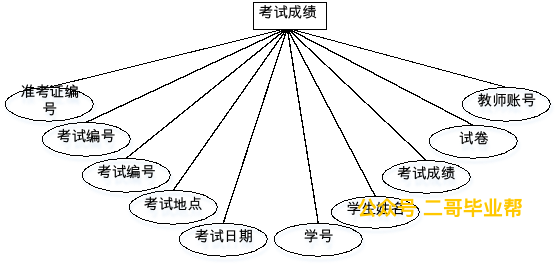 考试成绩
准考证编
号
考试编号
考试编号
考试地点
考试日期
学号
学生姓名
考试成绩
试卷
教师账号
公众号 二哥毕业帮